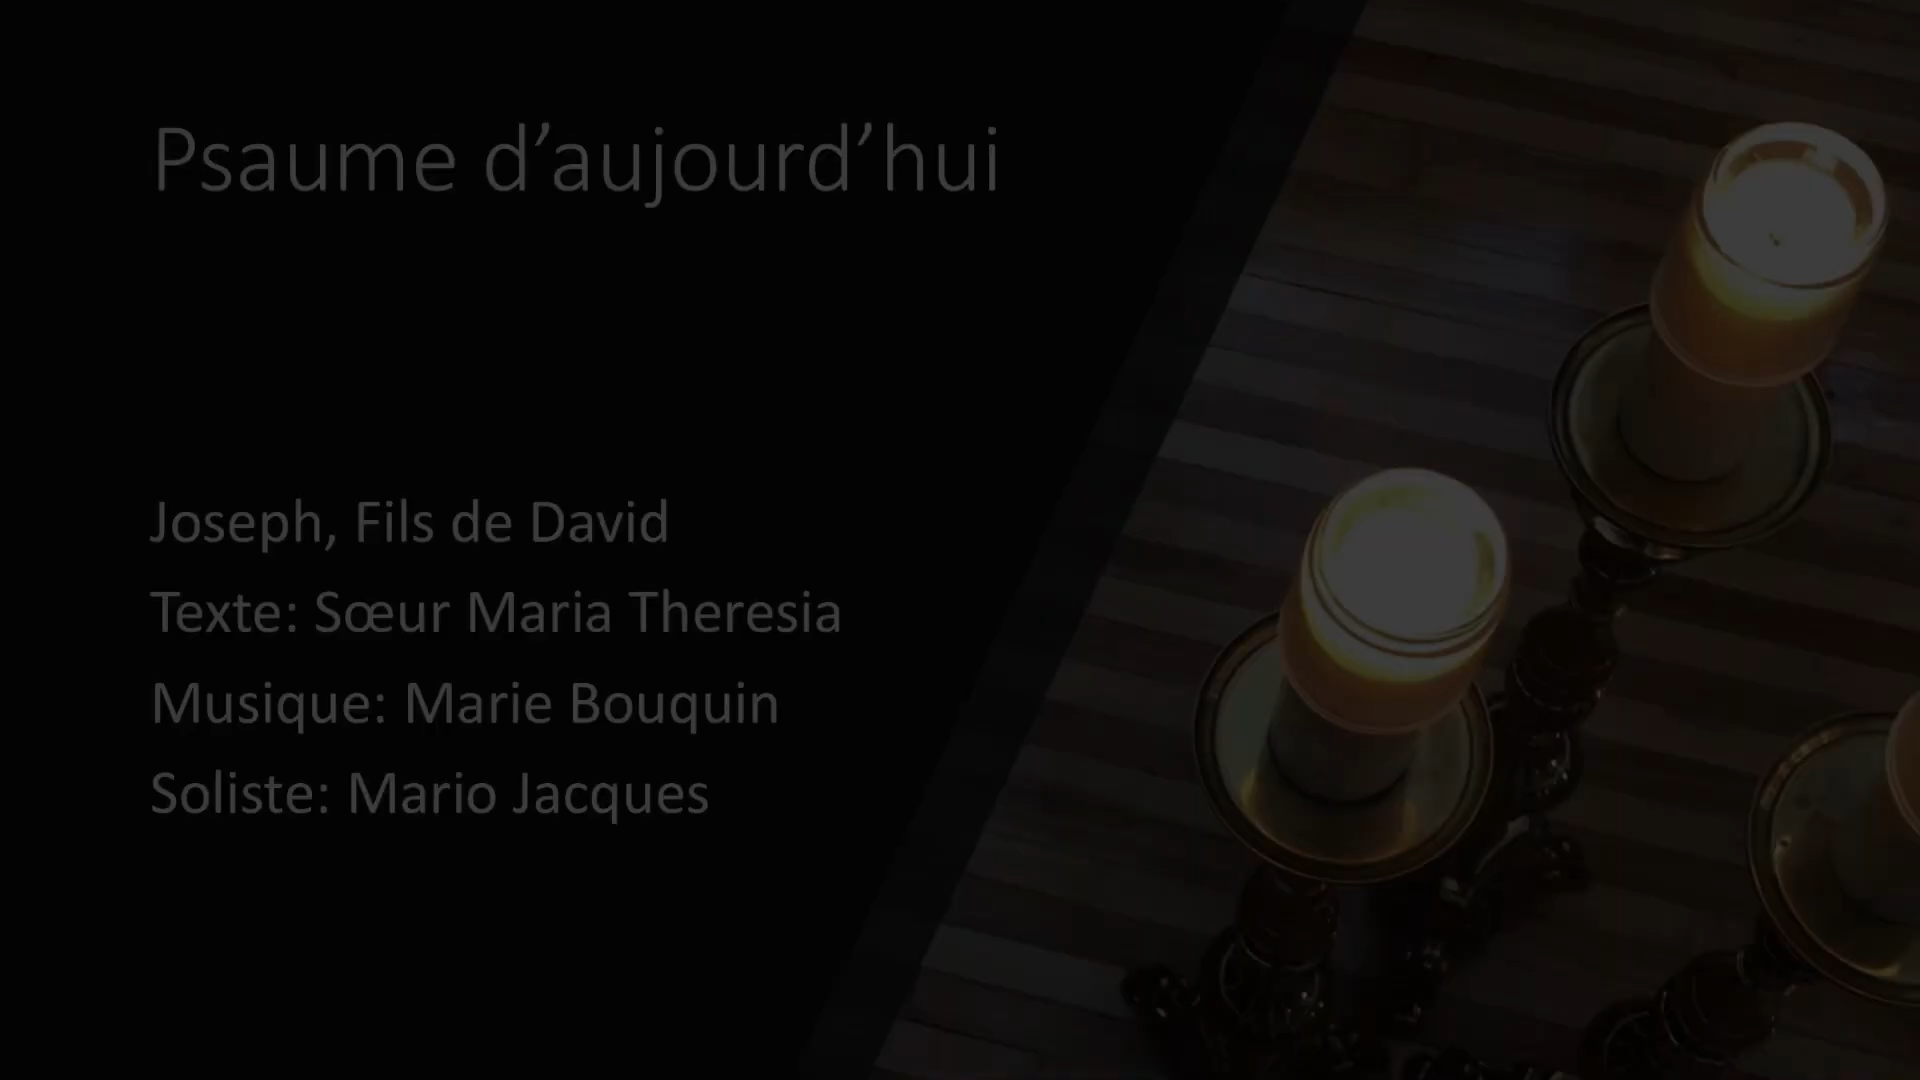 Psaume d’aujourd’hui
Joseph, Fils de David
Texte: Sœur Maria Theresia
Musique: Marie Bouquin
Soliste: Mario Jacques